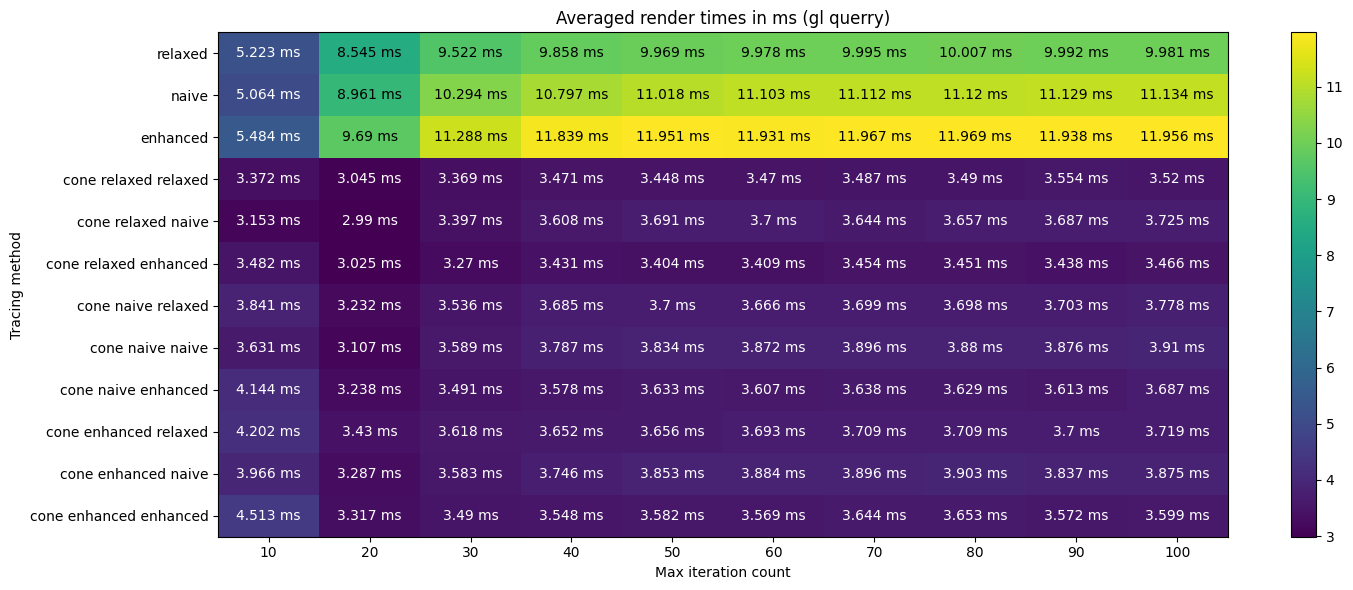 Averaged render times in ms (gl querry)
relaxed 5.223 ms 8.545 ms 9.522 ms 9.858 ms 9.969 ms 9.978 ms 9.995 ms 10.007 ms 9.992 ms 9.981 ms
naive 5.064 ms 8.961 ms 10.294 ms 10.797 ms 11.018 ms 11.103 ms 11.112 ms 11.12 ms 11.129 ms 11.134 ms
enhanced 5.484 ms 9.69 ms 11.288 ms 11.839 ms 11.951 ms 11.931 ms 11.967 ms 11.969 ms 11.938 ms 11.956 ms
cone relaxed relaxed 3.372 ms 3.045 ms 3.369 ms 3.471 ms 3.448 ms 3.47 ms 3.487 ms 3.49 ms 3.554 ms 3.52 ms
cone relaxed naive 3.153 ms 2.99 ms 3.397 ms 3.608 ms 3.691 ms 3.7 ms 3.644 ms 3.657 ms 3.687 ms 3.725 ms
cone relaxed enhanced 3.482 ms 3.025 ms 3.27 ms 3.431 ms 3.404 ms 3.409 ms 3.454 ms 3.451 ms 3.438 ms 3.466 ms
cone naive relaxed 3.841 ms 3.232 ms 3.536 ms 3.685 ms 3.7 ms 3.666 ms 3.699 ms 3.698 ms 3.703 ms 3.778 ms
cone naive naive 3.631 ms 3.107 ms 3.589 ms 3.787 ms 3.834 ms 3.872 ms 3.896 ms 3.88 ms 3.876 ms 3.91 ms
cone naive enhanced 4.144 ms 3.238 ms 3.491 ms 3.578 ms 3.633 ms 3.607 ms 3.638 ms 3.629 ms 3.613 ms 3.687 ms
cone enhanced relaxed 4.202 ms 3.43 ms 3.618 ms 3.652 ms 3.656 ms 3.693 ms 3.709 ms 3.709 ms 3.7 ms 3.719 ms
cone enhanced naive 3.966 ms 3.287 ms 3.583 ms 3.746 ms 3.853 ms 3.884 ms 3.896 ms 3.903 ms 3.837 ms 3.875 ms
cone enhanced enhanced 4.513 ms 3.317 ms 3.49 ms 3.548 ms 3.582 ms 3.569 ms 3.644 ms 3.653 ms 3.572 ms 3.599 ms
10 20 30 40 50 60 70 80 90 100
Max iteration count
Tracing method
11
10
9
8
7
6
5
4
3